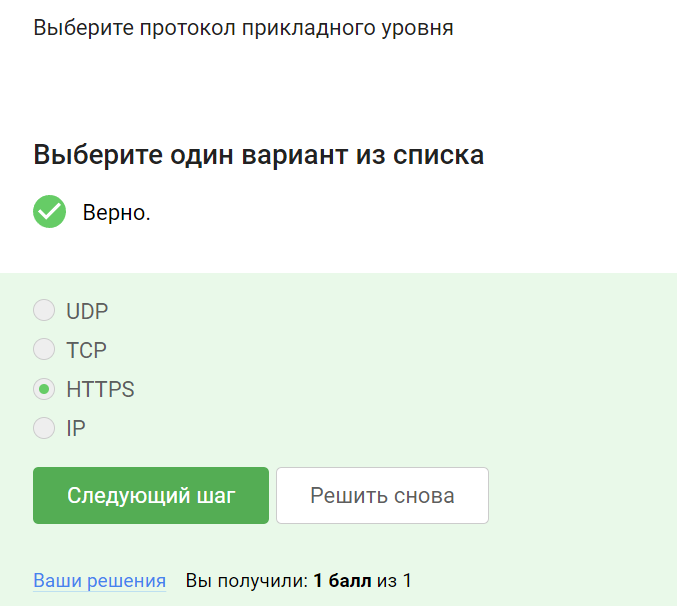 Выберите протокол прикладного уровня
Выберите один вариант из списка
Верно.
UDP
TCP
HTTPS
IP
Следующий шаг Решить снова
Ваши решения Вы получили: 1 балл из 1